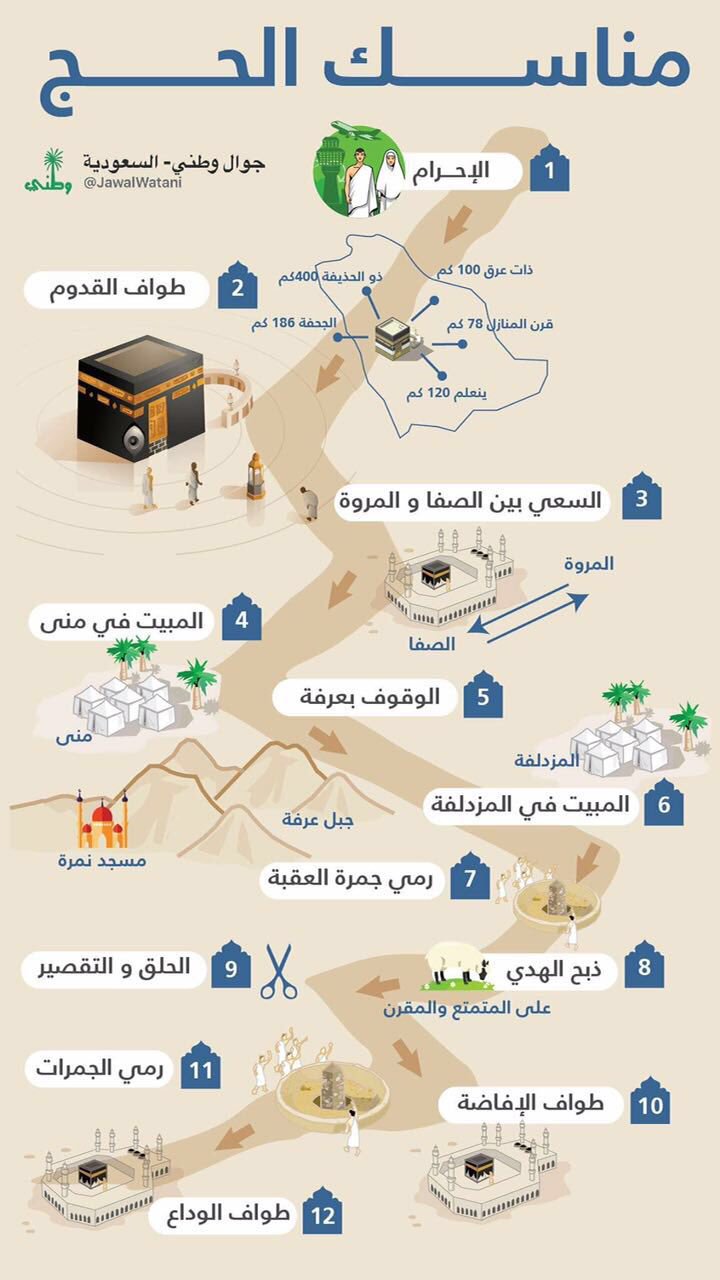 مناسك الحج
جوال وطني- السعودية
@JawalWatani
وطني
1 الإحرام
ذات عرق 100 كم
ذو الحذيفة 400كم
قرن المنازل 78 كم
الجحفة 186 كم
ينعلم 120 كم
2 طواف القدوم
3 السعي بين الصفا و المروة
المروة
الصفا
4 المبيت في منى
منى
5 الوقوف بعرفة
جبل عرفة
مسجد نمرة
المزدلفة
6 المبيت في المزدلفة
7 رمي جمرة العقبة
8 ذبح الهدي
على المتمتع والمقرن
9 الحلق و التقصير
10 طواف الإفاضة
11 رمي الجمرات
12 طواف الوداع